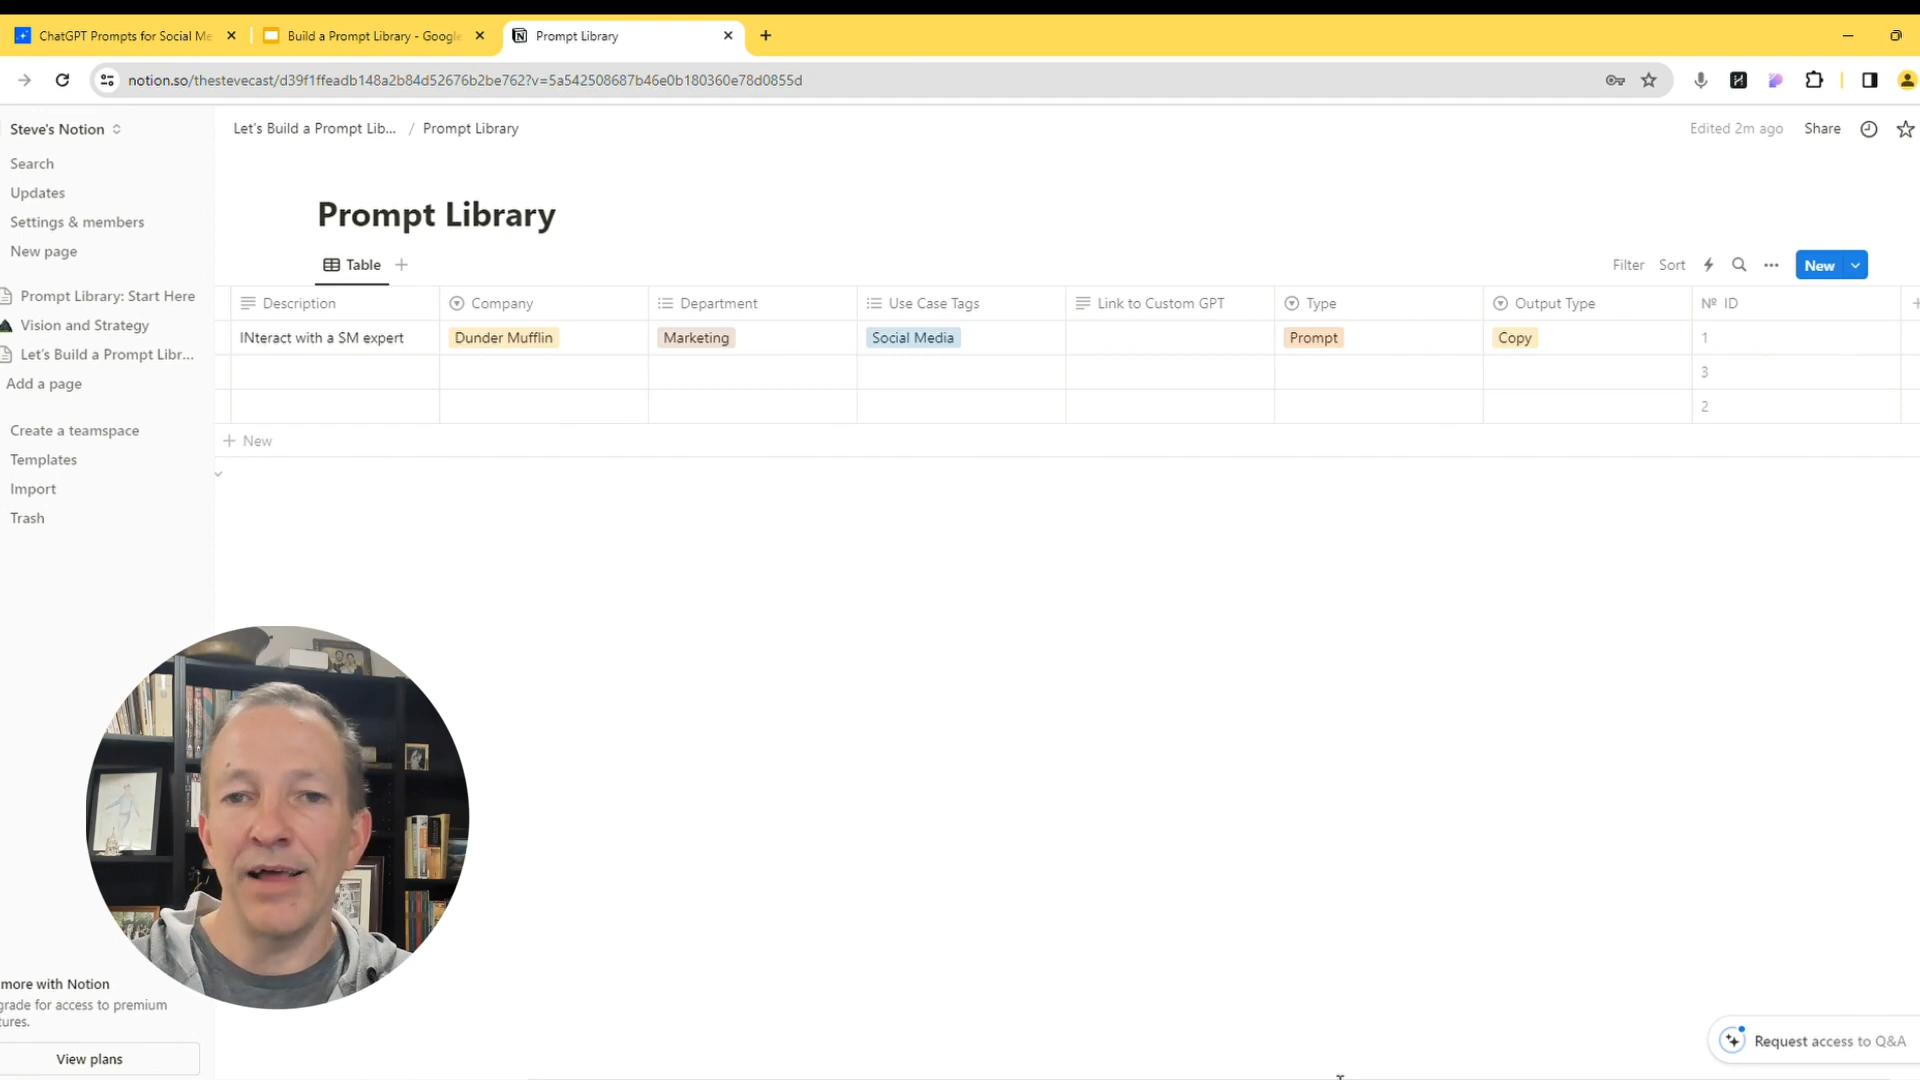 ChatGPT Prompts for Social Me
Build a Prompt Library - Google
Prompt Library
notion.so/thestevecast/d39f1ffeadb148a2b84d52676b2be762?v=5a542508687b46e0b180360e78d0855d
Steve's Notion
Let's Build a Prompt Lib... / Prompt Library
Edited 2m ago
Share
Search
Updates
Settings & members
New page
Prompt Library: Start Here
Vision and Strategy
Let's Build a Prompt Libr...
Add a page
Create a teamspace
Templates
Import
Trash
Prompt Library
Table
Filter
Sort
New
Description
Company
Department
Use Case Tags
Link to Custom GPT
Type
Output Type
Nº ID
INteract with a SM expert
Dunder Mufflin
Marketing
Social Media
Prompt
Copy
1
3
2
+ New
more with Notion
grade for access to premium
tures.
View plans
Request access to Q&A